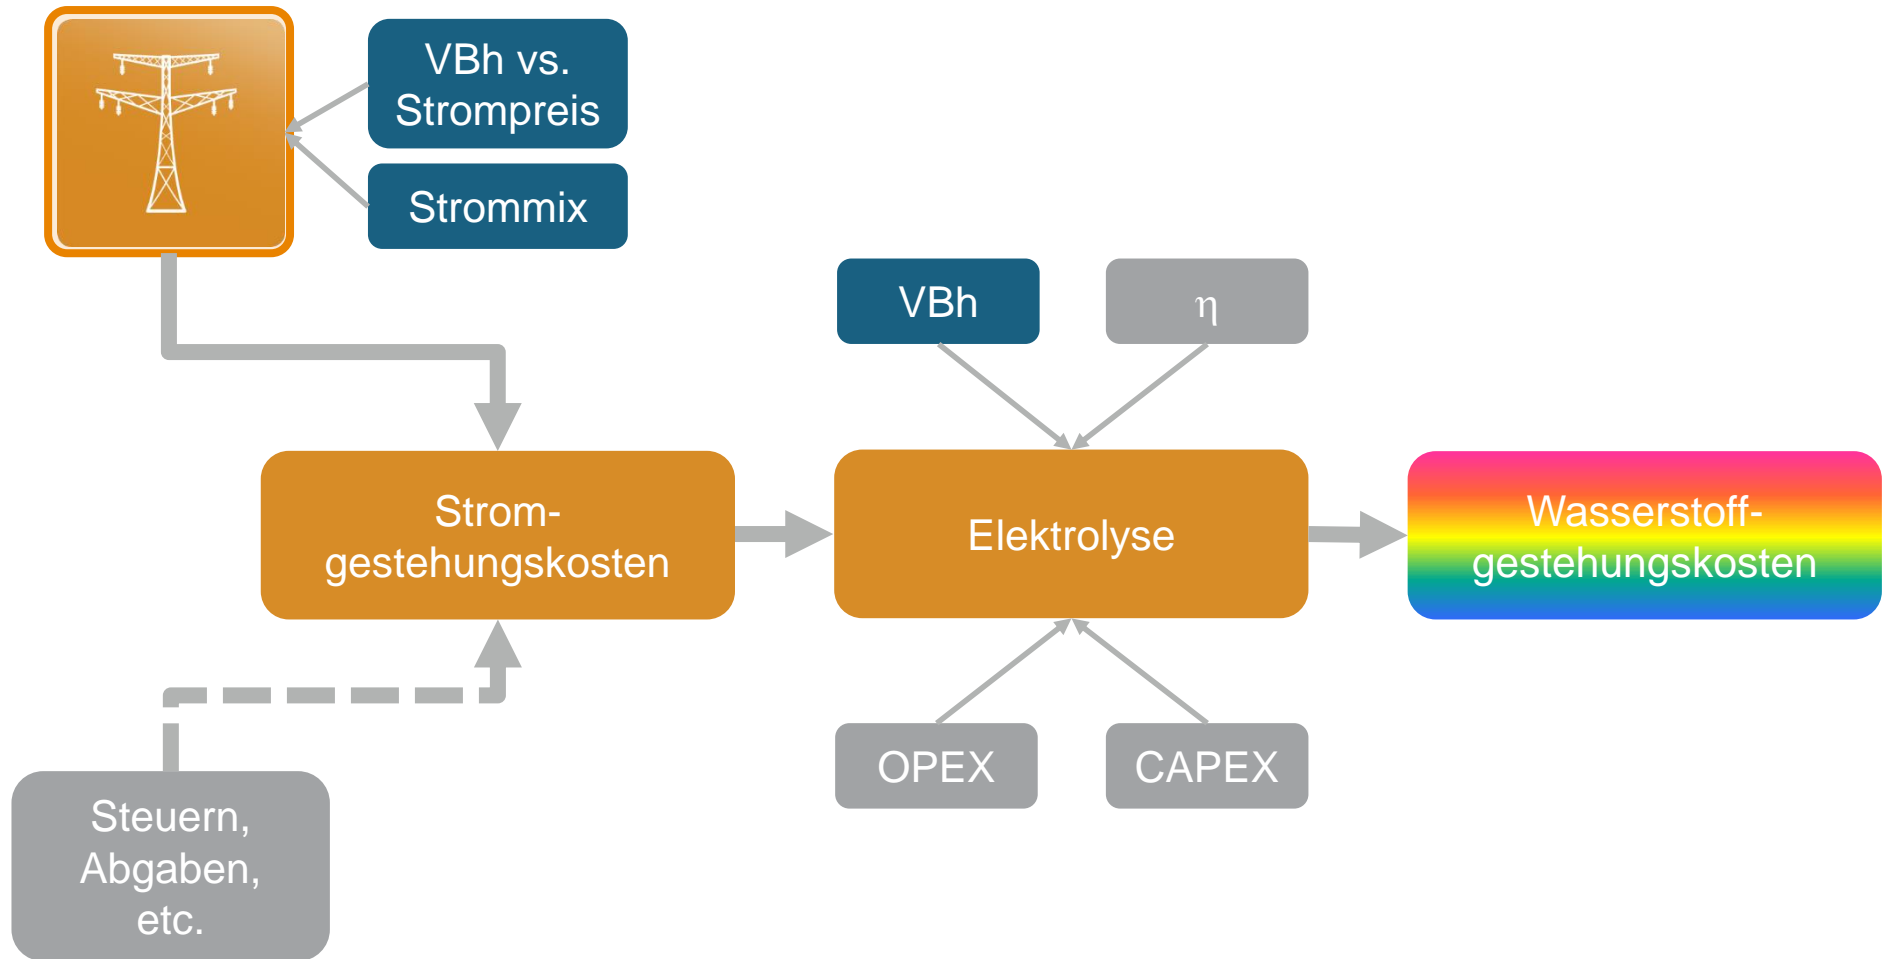 VBh vs.
Strompreis
Strommix
VBh
η
Strom-
gestehungskosten
Elektrolyse
Wasserstoff-
gestehungskosten
OPEX
CAPEX
Steuern,
Abgaben,
etc.